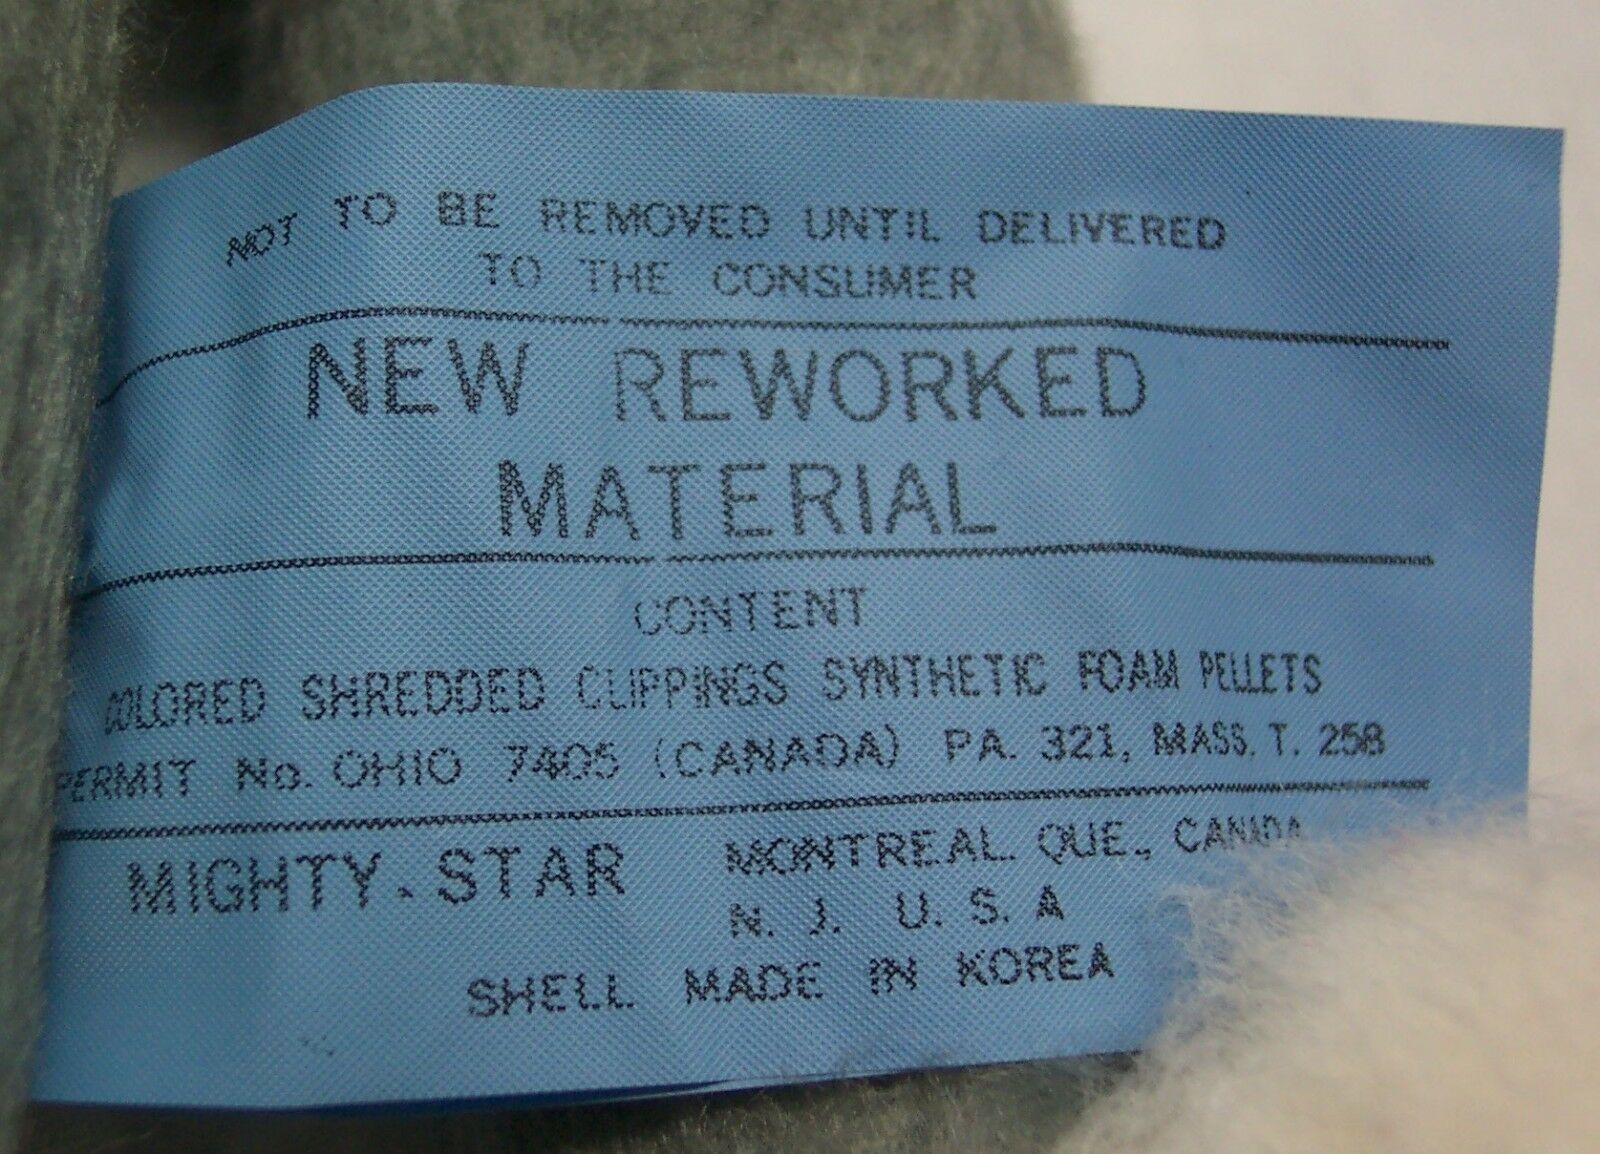 NOT TO BE REMOVED UNTIL DELIVERED
TO THE CONSUMER
NEW REWORKED
MATERIAL
CONTENT
COLORED SHREDDED CLIPPINGS SYNTHETIC FOAM PELLETS
PERMIT No. OHIO 7405 (CANADA) PA. 321, MASS. T. 258
MIGHTY. STAR MONTREAL. QUE., CANADA
N. J. U. S. A
SHELL MADE IN KOREA